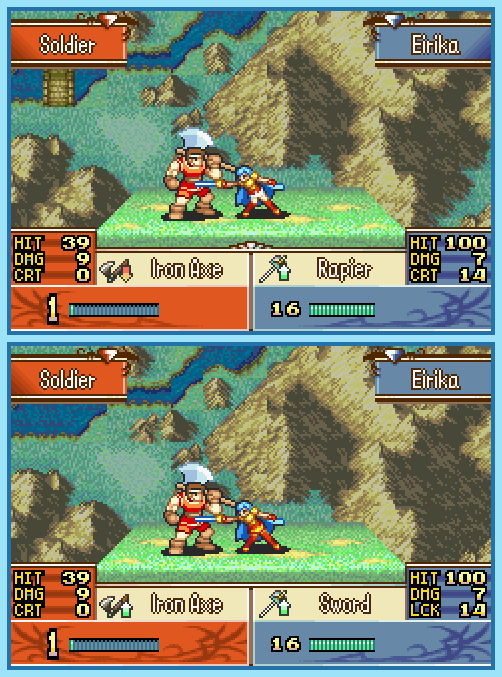 Soldier Eirika
HIT 39 HIT 100
DMG 9 Iron Axe Rapier DMG 7
CRT 0 CRT 14
1 16
Soldier Eirika
HIT 39 HIT 100
DMG 9 Iron Axe Sword DMG 7
CRT 0 LCK 14
1 16